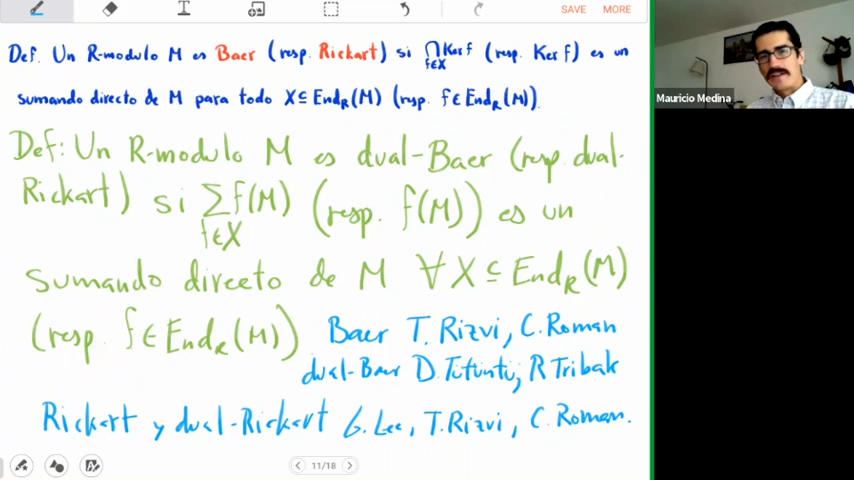 SAVE MORE
Def. Un R-modulo M es Baer (resp. Rickart) si ⋂ Ker f (resp. Ker f) es un
f∈X
sumando directo de M para todo X⊆End_R(M) (resp. f∈End_R(M)).
Mauricio Medina
Def: Un R-modulo M es dual-Baer (resp. dual-
Rickart) si ∑ f(M) (resp. f(M)) es un
f∈X
sumando directo de M ∀X⊆End_R(M)
(resp. f∈End_R(M))
Baer T. Rizvi, C. Roman
dual-Baer D. Tütüncü, R Tribak
Rickart y dual-Rickart G. Lee, T. Rizvi, C. Roman.
11/18